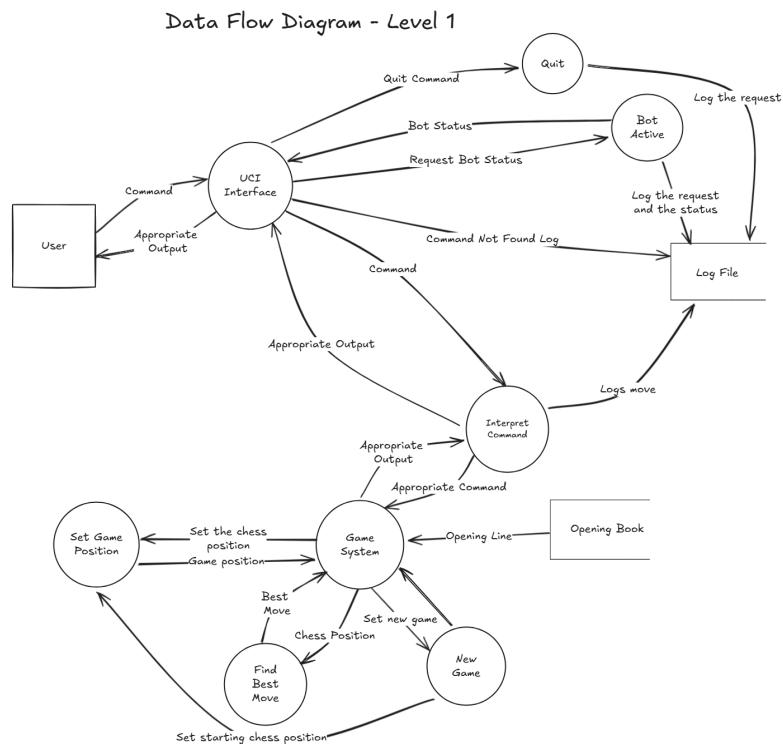 Data Flow Diagram - Level 1
Quit
Quit Command
Log the request
Bot Status
Bot
Active
Request Bot Status
UCI
Interface
Command
Log the request
and the status
User
Appropriate
Output
Command Not Found Log
Log File
Command
Appropriate Output
Logs move
Interpret
Command
Appropriate
Output
Appropriate Command
Set Game
Position
Set the chess
position
Game position
Game
System
Opening Line
Opening Book
Best
Move
Set new game
Chess Position
Find
Best
Move
New
Game
Set starting chess position